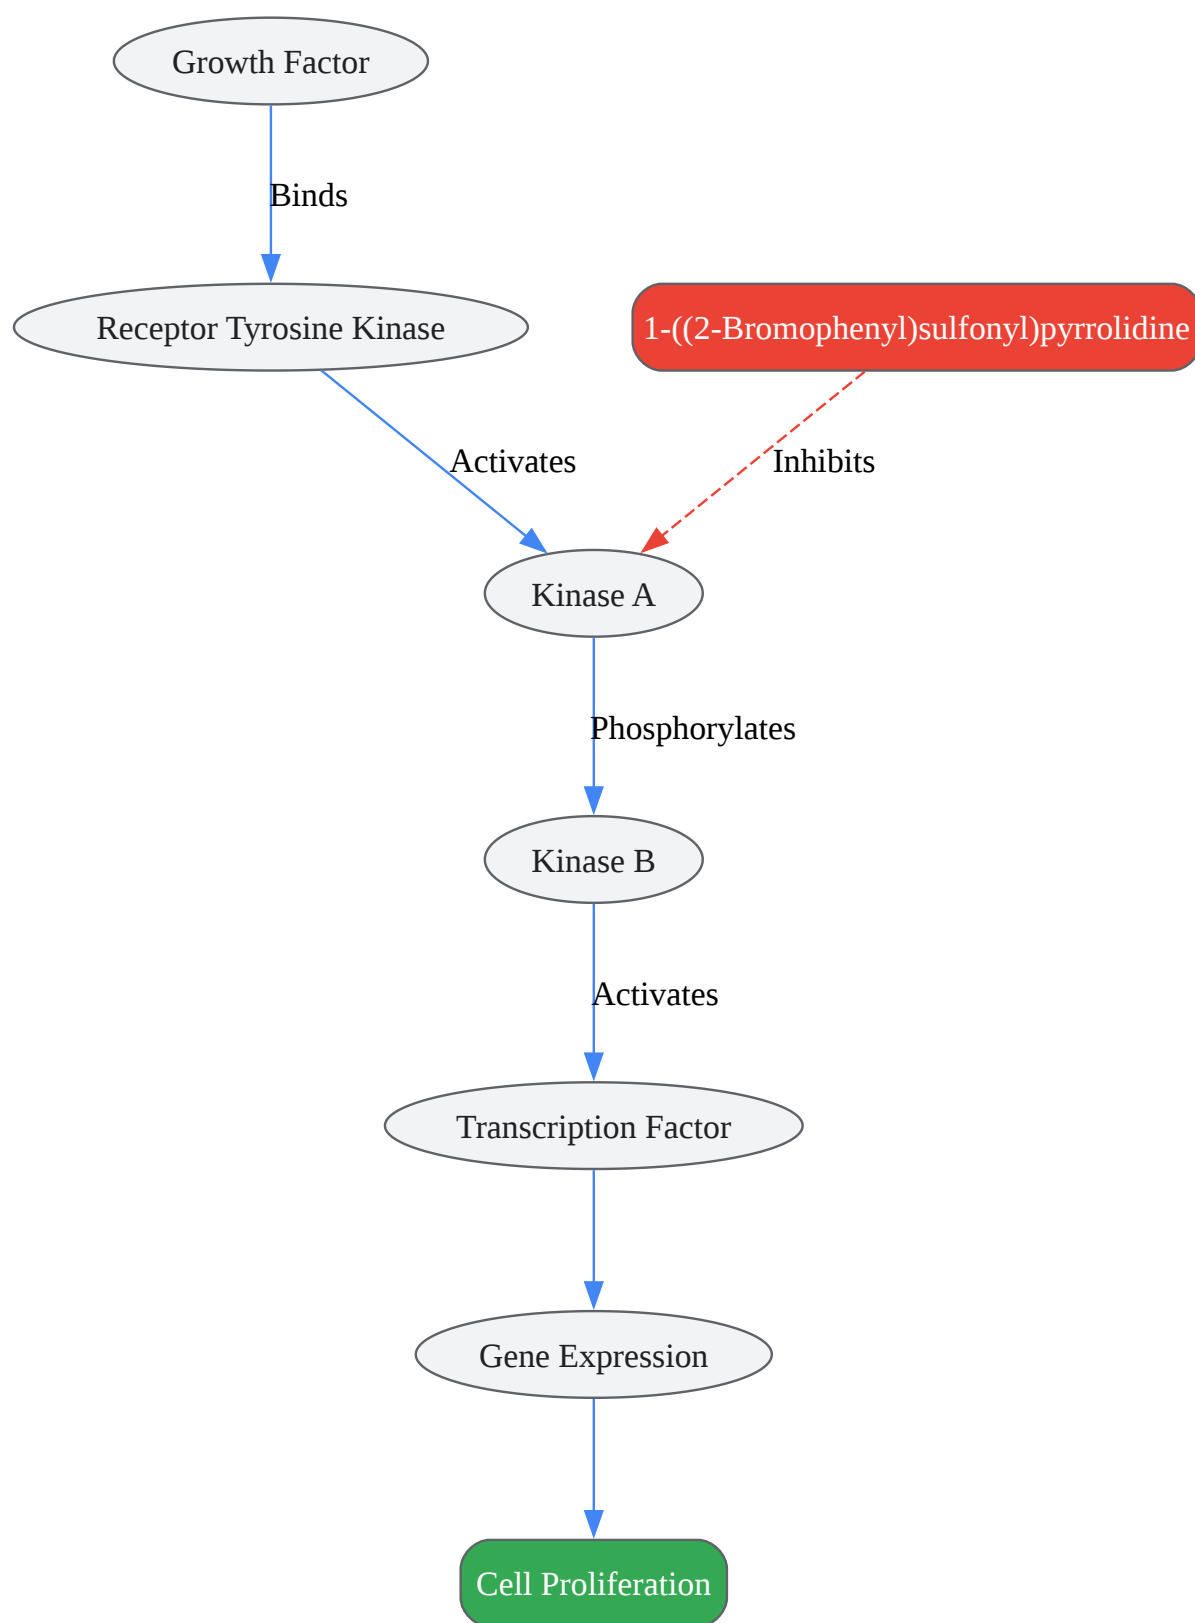 Growth Factor
Binds
Receptor Tyrosine Kinase
1-((2-Bromophenyl)sulfonyl)pyrrolidine
Activates
Inhibits
Kinase A
Phosphorylates
Kinase B
Activates
Transcription Factor
Gene Expression
Cell Proliferation